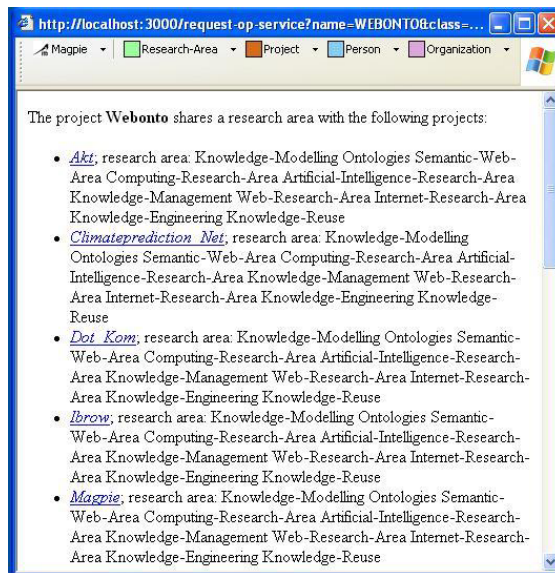 http://localhost:3000/request-op-service?name=WEBONTO&class=...
Magpie Research-Area Project Person Organization
The project Webonto shares a research area with the following projects:
Akt; research area: Knowledge-Modelling Ontologies Semantic-Web-
Area Computing-Research-Area Artificial-Intelligence-Research-Area
Knowledge-Management Web-Research-Area Internet-Research-Area
Knowledge-Engineering Knowledge-Reuse
Climateprediction Net; research area: Knowledge-Modelling
Ontologies Semantic-Web-Area Computing-Research-Area Artificial-
Intelligence-Research-Area Knowledge-Management Web-Research-
Area Internet-Research-Area Knowledge-Engineering Knowledge-
Reuse
Dot Kom; research area: Knowledge-Modelling Ontologies Semantic-
Web-Area Computing-Research-Area Artificial-Intelligence-Research-
Area Knowledge-Management Web-Research-Area Internet-Research-
Area Knowledge-Engineering Knowledge-Reuse
Ibrow; research area: Knowledge-Modelling Ontologies Semantic-
Web-Area Computing-Research-Area Artificial-Intelligence-Research-
Area Knowledge-Management Web-Research-Area Internet-Research-
Area Knowledge-Engineering Knowledge-Reuse
Magpie; research area: Knowledge-Modelling Ontologies Semantic-
Web-Area Computing-Research-Area Artificial-Intelligence-Research-
Area Knowledge-Management Web-Research-Area Internet-Research-
Area Knowledge-Engineering Knowledge-Reuse